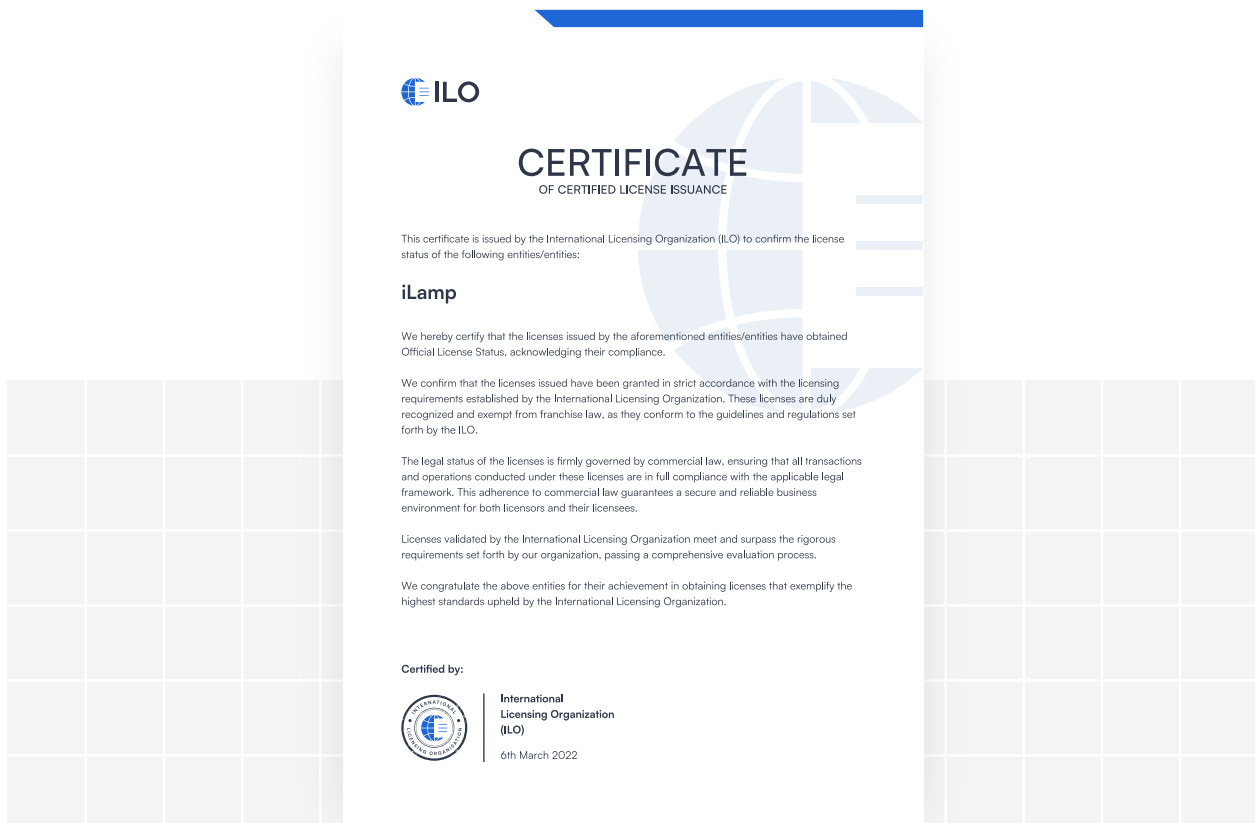 ILO
CERTIFICATE
OF CERTIFIED LICENSE ISSUANCE
This certificate is issued by the International Licensing Organization (ILO) to confirm the license
status of the following entities/entities:
iLamp
We hereby certify that the licenses issued by the aforementioned entities/entities have obtained
Official License Status, acknowledging their compliance.
We confirm that the licenses issued have been granted in strict accordance with the licensing
requirements established by the International Licensing Organization. These licenses are duly
recognized and exempt from franchise law, as they conform to the guidelines and regulations set
forth by the ILO.
The legal status of the licenses is firmly governed by commercial law, ensuring that all transactions
and operations conducted under these licenses are in full compliance with the applicable legal
framework. This adherence to commercial law guarantees a secure and reliable business
environment for both licensors and their licensees.
Licenses validated by the International Licensing Organization meet and surpass the rigorous
requirements set forth by our organization, passing a comprehensive evaluation process.
We congratulate the above entities for their achievement in obtaining licenses that exemplify the
highest standards upheld by the International Licensing Organization.
Certified by:
INTERNATIONAL
LICENSING ORGANISATION
International
Licensing Organization
(ILO)
6th March 2022